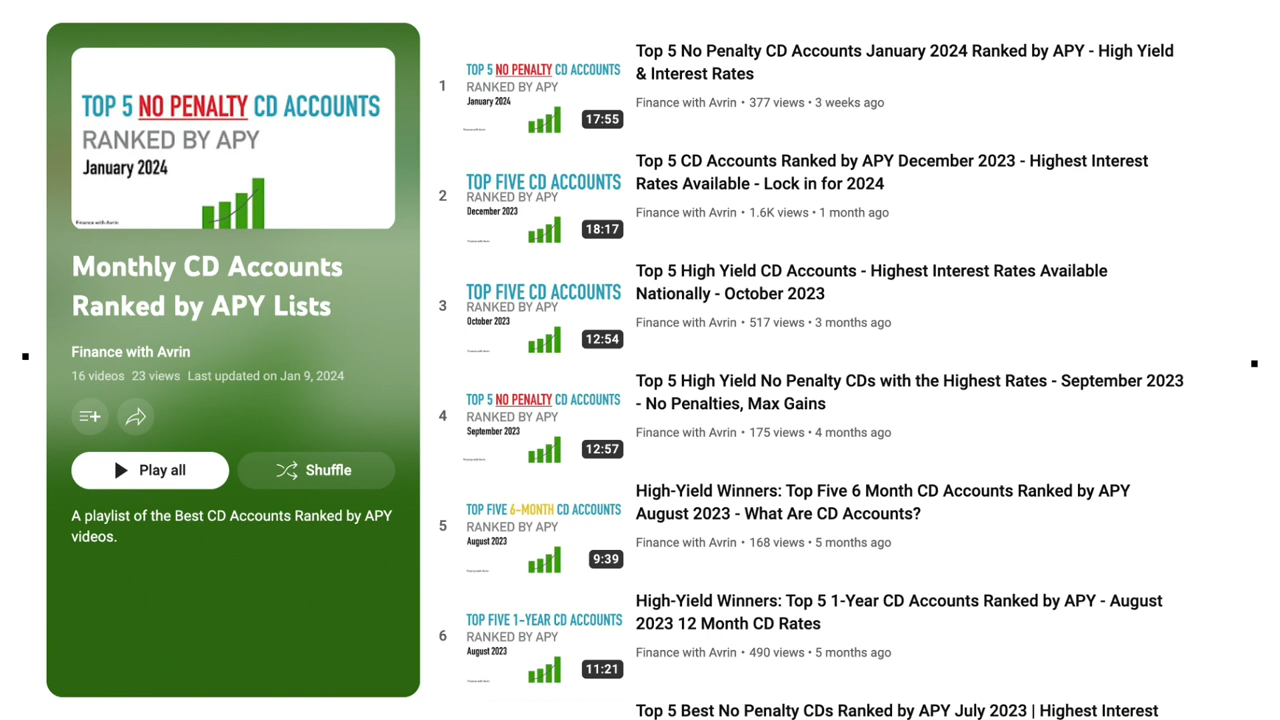 TOP 5 NO PENALTY CD ACCOUNTS
RANKED BY APY
January 2024
Finance with Avrin
Monthly CD Accounts
Ranked by APY Lists
Finance with Avrin
16 videos 23 views Last updated on Jan 9, 2024
Play all
Shuffle
A playlist of the Best CD Accounts Ranked by APY
videos.
1
TOP 5 NO PENALTY CD ACCOUNTS
RANKED BY APY
January 2024
17:55
Top 5 No Penalty CD Accounts January 2024 Ranked by APY - High Yield
& Interest Rates
Finance with Avrin • 377 views • 3 weeks ago
2
TOP FIVE CD ACCOUNTS
RANKED BY APY
December 2023
18:17
Top 5 CD Accounts Ranked by APY December 2023 - Highest Interest
Rates Available - Lock in for 2024
Finance with Avrin • 1.6K views • 1 month ago
3
TOP FIVE CD ACCOUNTS
RANKED BY APY
October 2023
12:54
Top 5 High Yield CD Accounts - Highest Interest Rates Available
Nationally - October 2023
Finance with Avrin • 517 views • 3 months ago
4
TOP 5 NO PENALTY CD ACCOUNTS
RANKED BY APY
September 2023
12:57
Top 5 High Yield No Penalty CDs with the Highest Rates - September 2023
- No Penalties, Max Gains
Finance with Avrin • 175 views • 4 months ago
5
TOP FIVE 6-MONTH CD ACCOUNTS
RANKED BY APY
August 2023
9:39
High-Yield Winners: Top Five 6 Month CD Accounts Ranked by APY
August 2023 - What Are CD Accounts?
Finance with Avrin • 168 views • 5 months ago
6
TOP FIVE 1-YEAR CD ACCOUNTS
RANKED BY APY
August 2023
11:21
High-Yield Winners: Top 5 1-Year CD Accounts Ranked by APY - August
2023 12 Month CD Rates
Finance with Avrin • 490 views • 5 months ago
Top 5 Best No Penalty CDs Ranked by APY July 2023 | Highest Interest